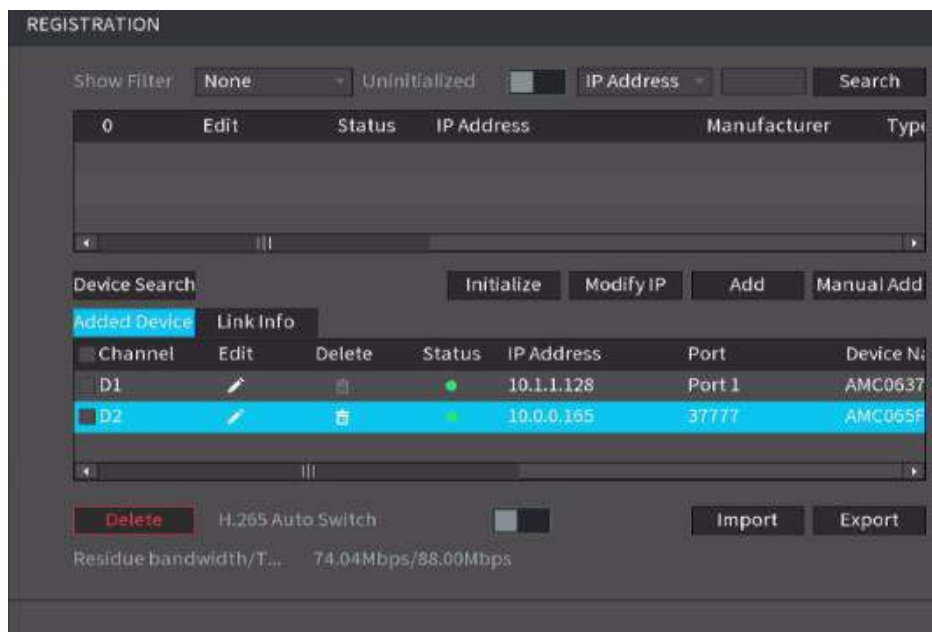 REGISTRATION
Show Filter None Uninitialized IP Address Search
0 Edit Status IP Address Manufacturer Type
Device Search Initialize Modify IP Add Manual Add
Added Device Link Info
Channel Edit Delete Status IP Address Port Device Na
D1 10.1.1.128 Port 1 AMC0637
D2 10.0.0.165 37777 AMC065F
Delete H.265 Auto Switch Import Export
Residue bandwidth/T... 74.04Mbps/88.00Mbps